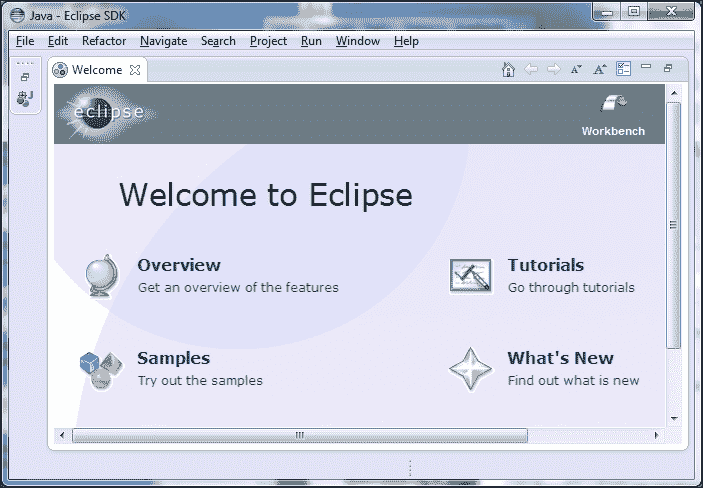 Java - Eclipse SDK
File Edit Refactor Navigate Search Project Run Window Help
Welcome
eclipse
Workbench
Welcome to Eclipse
Overview
Get an overview of the features
Tutorials
Go through tutorials
Samples
Try out the samples
What's New
Find out what is new